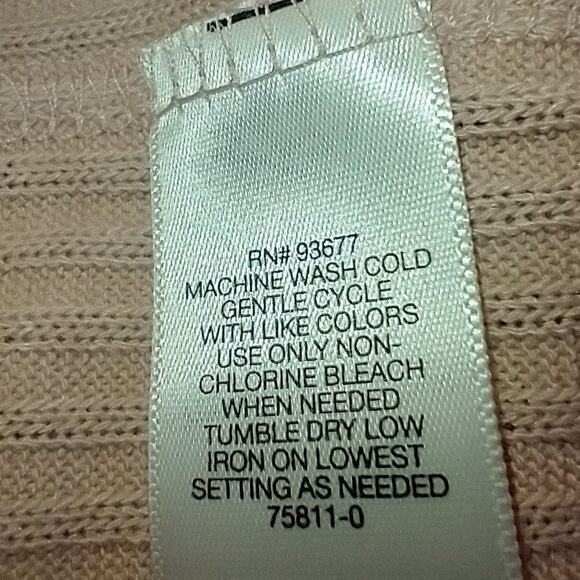 RN# 93677
MACHINE WASH COLD
GENTLE CYCLE
WITH LIKE COLORS
USE ONLY NON-
CHLORINE BLEACH
WHEN NEEDED
TUMBLE DRY LOW
IRON ON LOWEST
SETTING AS NEEDED
75811-0